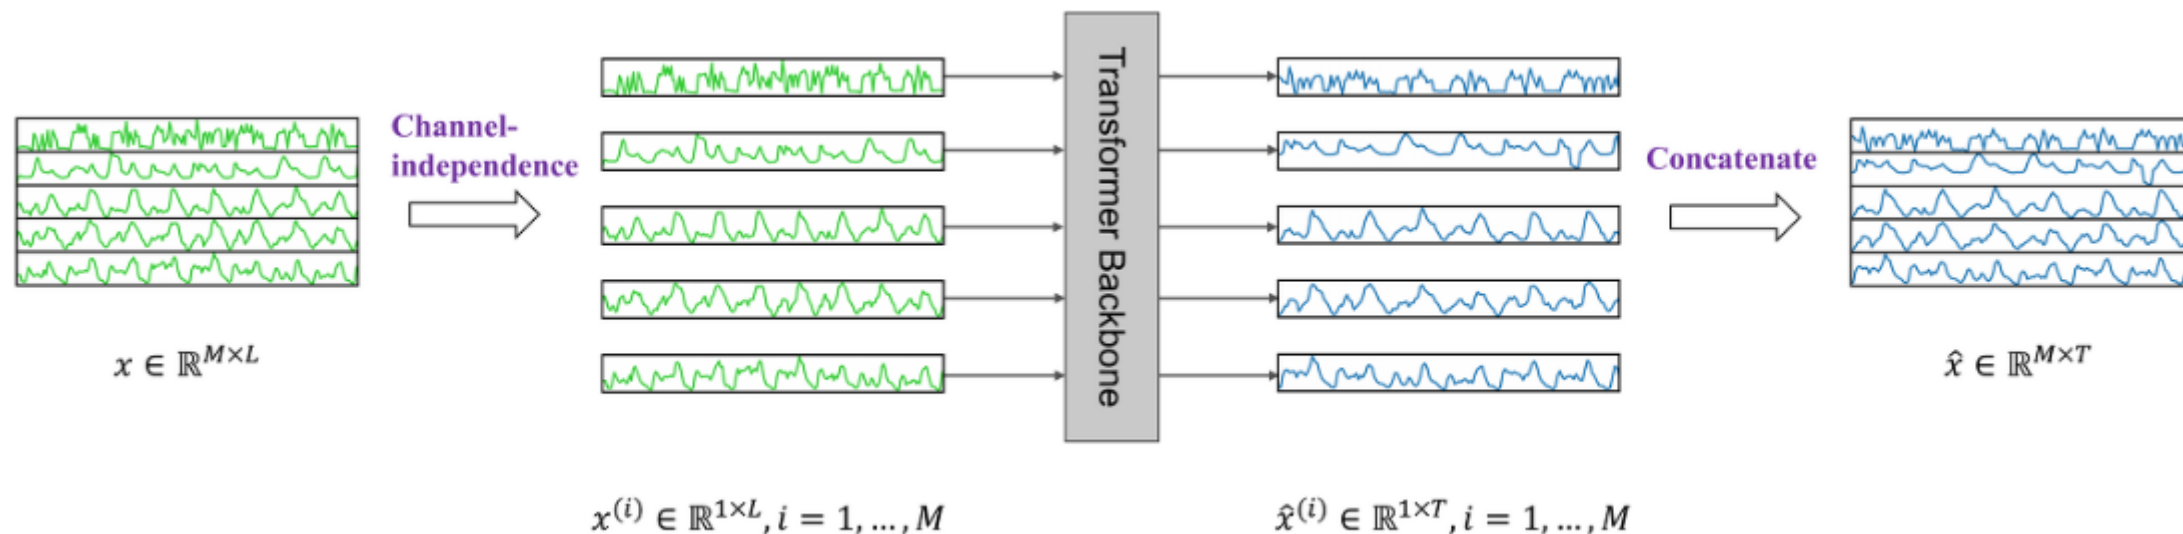 Channel-
independence
Transformer Backbone
Concatenate
x ∈ ℝ^{M×L}
x̂ ∈ ℝ^{M×T}
x^{(i)} ∈ ℝ^{1×L}, i = 1, ..., M
x̂^{(i)} ∈ ℝ^{1×T}, i = 1, ..., M